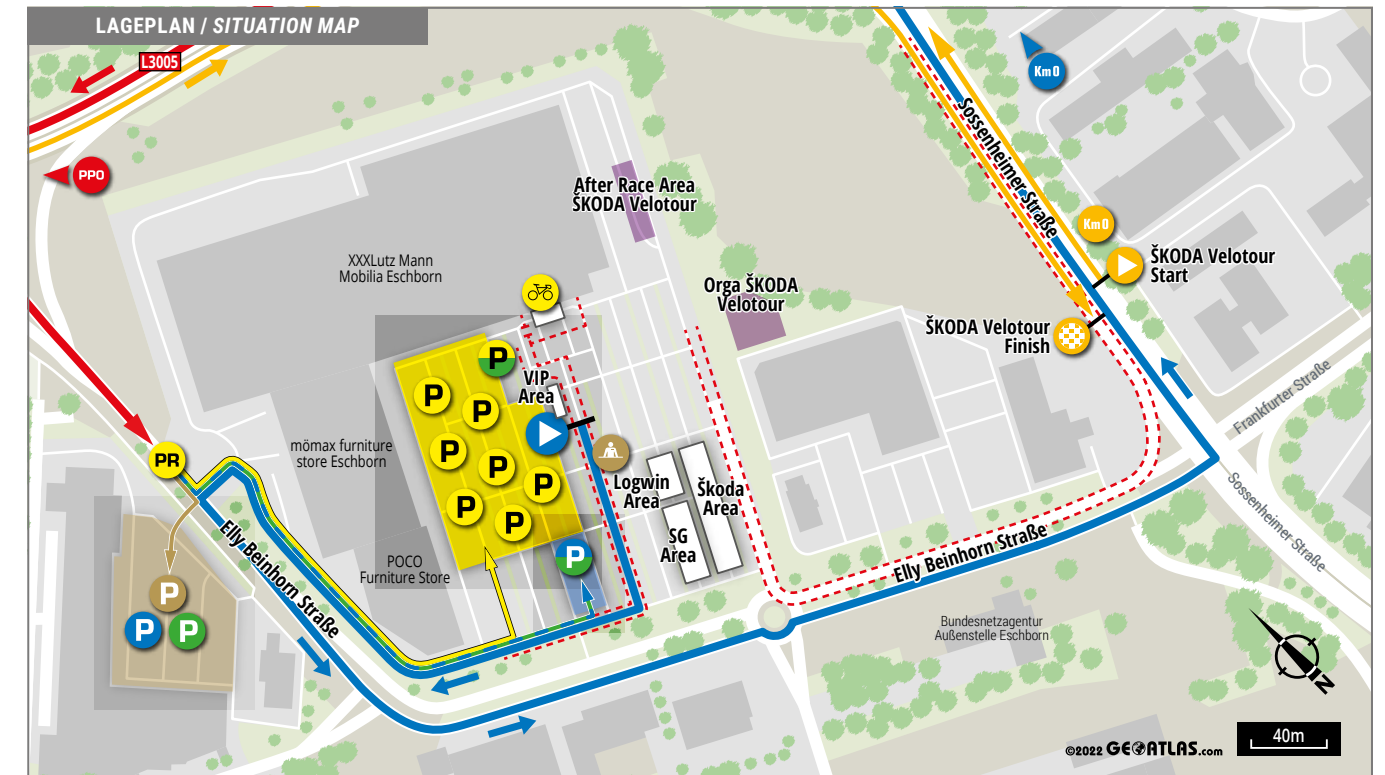 LAGEPLAN / SITUATION MAP
L3005
Km 0
PPO
After Race Area
ŠKODA Velotour
Sossenheimer Straße
Km 0
XXXLutz Mann
Mobilia Eschborn
ŠKODA Velotour
Start
Orga ŠKODA
Velotour
ŠKODA Velotour
Finish
P
VIP
Area
Frankfurter Straße
P
P
mömax furniture
store Eschborn
PR
P
P
P
Logwin
Area
Škoda
Area
P
P
Sossenheimer Straße
SG
Area
Elly Beinhorn Straße
Elly Beinhorn Straße
POCO
Furniture Store
P
P
P
P
Bundesnetzagentur
Außenstelle Eschborn
N
40m
©2022 GEOATLAS.com